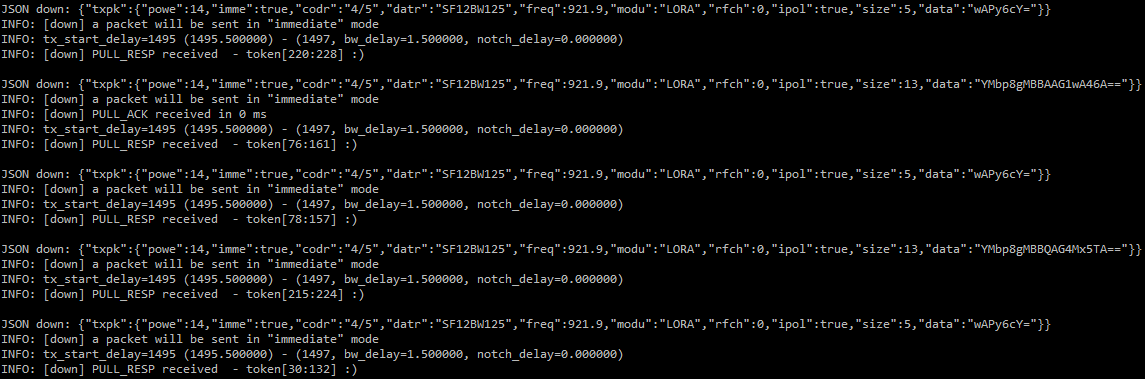 JSON down: {"txpk":{"powe":14,"imme":true,"codr":"4/5","datr":"SF12BW125","freq":921.9,"modu":"LORA","rfch":0,"ipol":true,"size":5,"data":"wAPy6cY="}}
INFO: [down] a packet will be sent in "immediate" mode
INFO: tx_start_delay=1495 (1495.500000) - (1497, bw_delay=1.500000, notch_delay=0.000000)
INFO: [down] PULL_RESP received  - token[220:228] :)

JSON down: {"txpk":{"powe":14,"imme":true,"codr":"4/5","datr":"SF12BW125","freq":921.9,"modu":"LORA","rfch":0,"ipol":true,"size":13,"data":"YMbp8gMBBAAG1wA46A=="}}
INFO: [down] a packet will be sent in "immediate" mode
INFO: [down] PULL_ACK received in 0 ms
INFO: tx_start_delay=1495 (1495.500000) - (1497, bw_delay=1.500000, notch_delay=0.000000)
INFO: [down] PULL_RESP received  - token[76:161] :)

JSON down: {"txpk":{"powe":14,"imme":true,"codr":"4/5","datr":"SF12BW125","freq":921.9,"modu":"LORA","rfch":0,"ipol":true,"size":5,"data":"wAPy6cY="}}
INFO: [down] a packet will be sent in "immediate" mode
INFO: tx_start_delay=1495 (1495.500000) - (1497, bw_delay=1.500000, notch_delay=0.000000)
INFO: [down] PULL_RESP received  - token[78:157] :)

JSON down: {"txpk":{"powe":14,"imme":true,"codr":"4/5","datr":"SF12BW125","freq":921.9,"modu":"LORA","rfch":0,"ipol":true,"size":13,"data":"YMbp8gMBBQAG4Mx5TA=="}}
INFO: [down] a packet will be sent in "immediate" mode
INFO: tx_start_delay=1495 (1495.500000) - (1497, bw_delay=1.500000, notch_delay=0.000000)
INFO: [down] PULL_RESP received  - token[215:224] :)

JSON down: {"txpk":{"powe":14,"imme":true,"codr":"4/5","datr":"SF12BW125","freq":921.9,"modu":"LORA","rfch":0,"ipol":true,"size":5,"data":"wAPy6cY="}}
INFO: [down] a packet will be sent in "immediate" mode
INFO: tx_start_delay=1495 (1495.500000) - (1497, bw_delay=1.500000, notch_delay=0.000000)
INFO: [down] PULL_RESP received  - token[30:132] :)